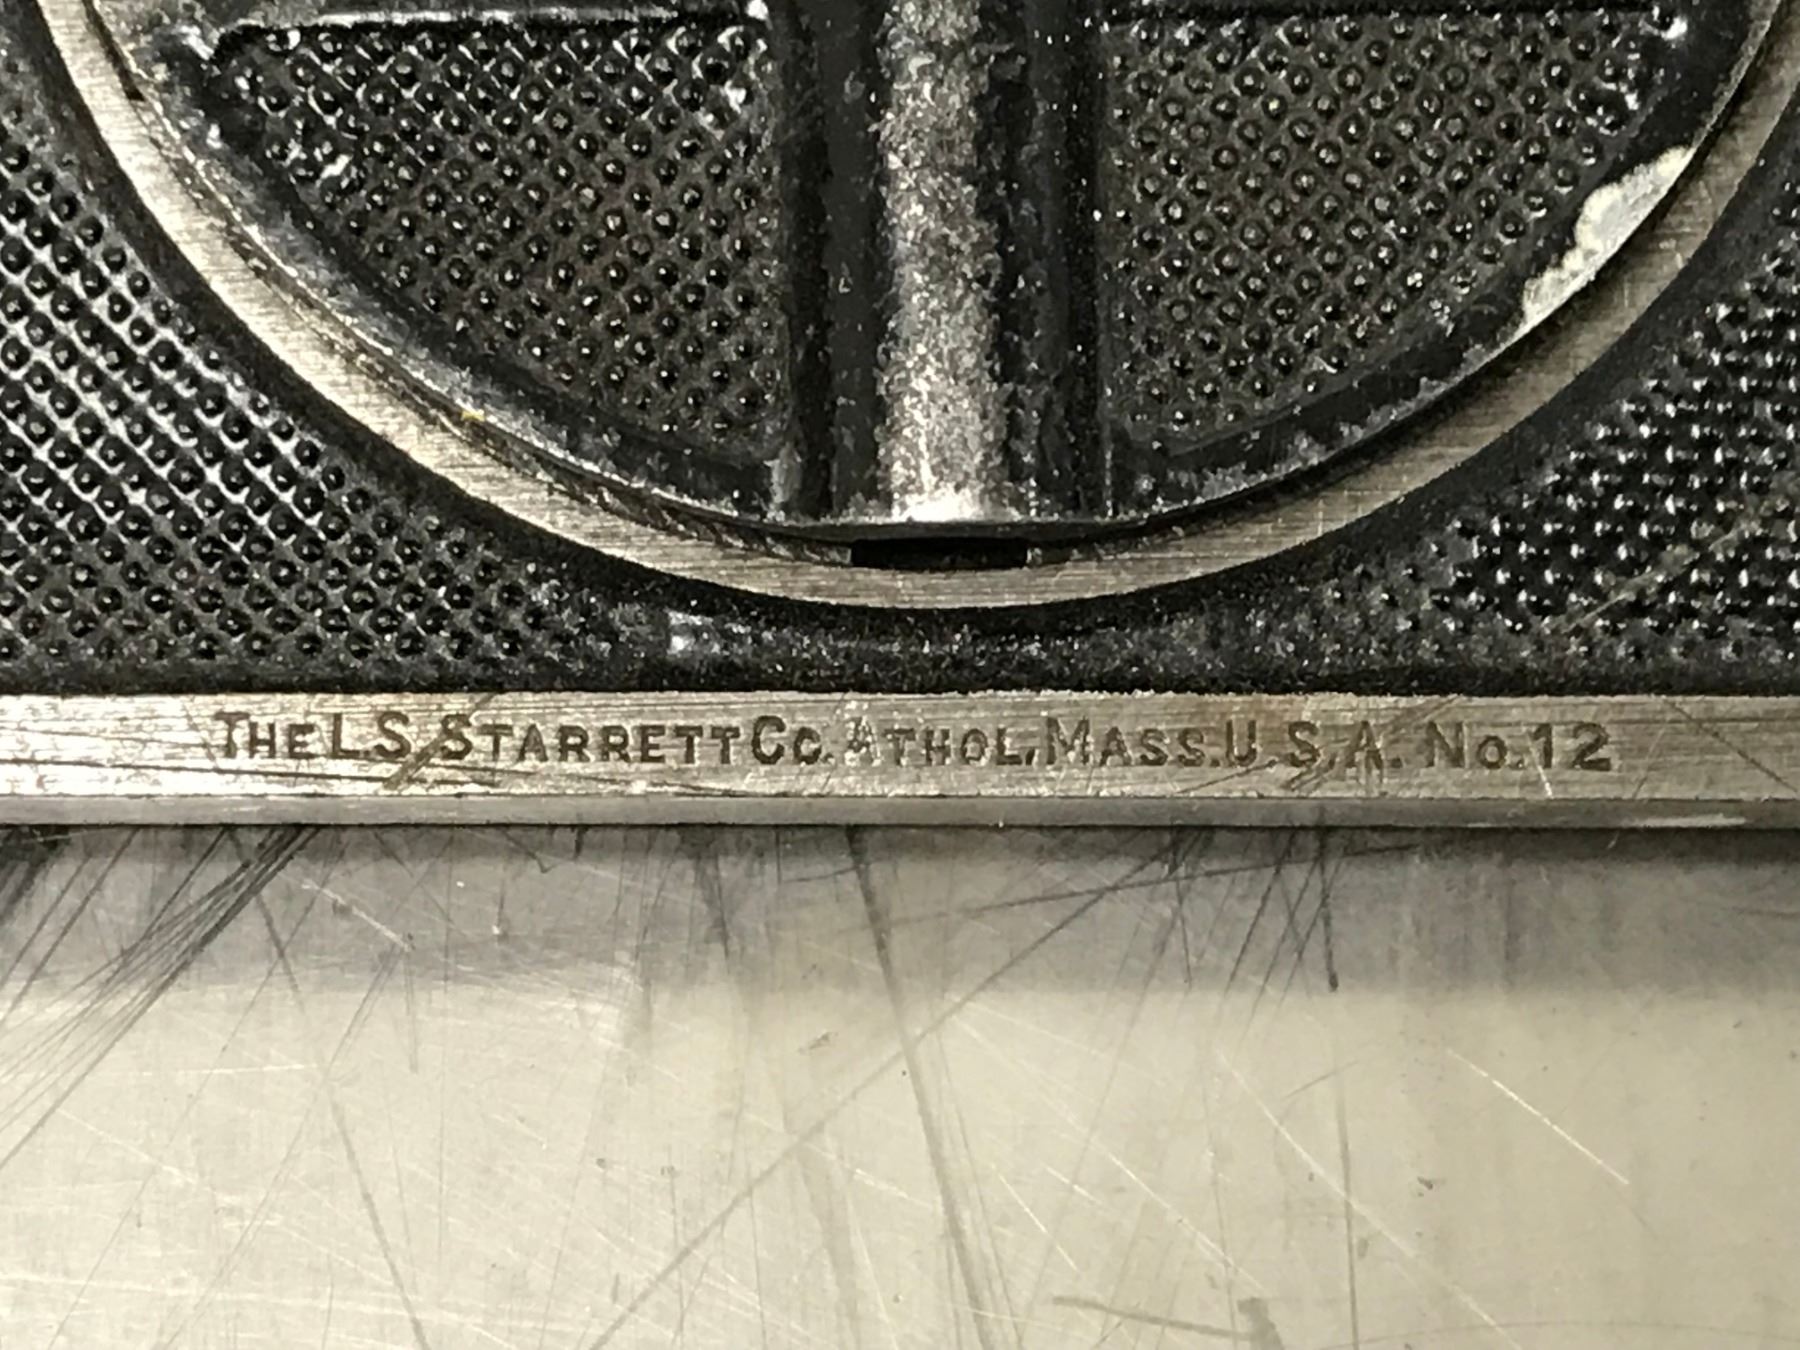 THE L.S. STARRETT CO. ATHOL, MASS. U.S.A. No. 12